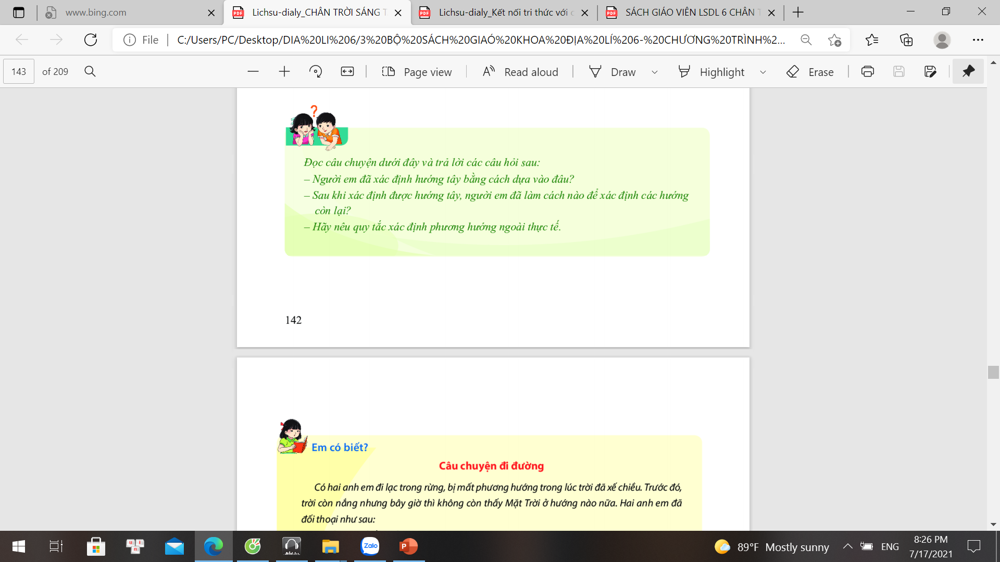 www.bing.com
Lichsu-dialy_CHÂN TRỜI SÁNG T
Lichsu-dialy_Kết nối tri thức với c
SÁCH GIÁO VIÊN LSDL 6 CHÂN T
File
C:/Users/PC/Desktop/DIA%20LI%206/3%20BỘ%20SÁCH%20GIAÓ%20KHOA%20ĐỊA%20LÍ%206-%20CHƯƠNG%20TRÌNH%2...
143 of 209
Page view
Read aloud
Draw
Highlight
Erase
?
Đọc câu chuyện dưới đây và trả lời các câu hỏi sau:
– Người em đã xác định hướng tây bằng cách dựa vào đâu?
– Sau khi xác định được hướng tây, người em đã làm cách nào để xác định các hướng
còn lại?
– Hãy nêu quy tắc xác định phương hướng ngoài thực tế.
142
Em có biết?
Câu chuyện đi đường
Có hai anh em đi lạc trong rừng, bị mất phương hướng trong lúc trời đã xế chiều. Trước đó,
trời còn nắng nhưng bây giờ thì không còn thấy Mặt Trời ở hướng nào nữa. Hai anh em đã
đối thoại như sau:
Zalo
89°F Mostly sunny
ENG
8:26 PM
7/17/2021